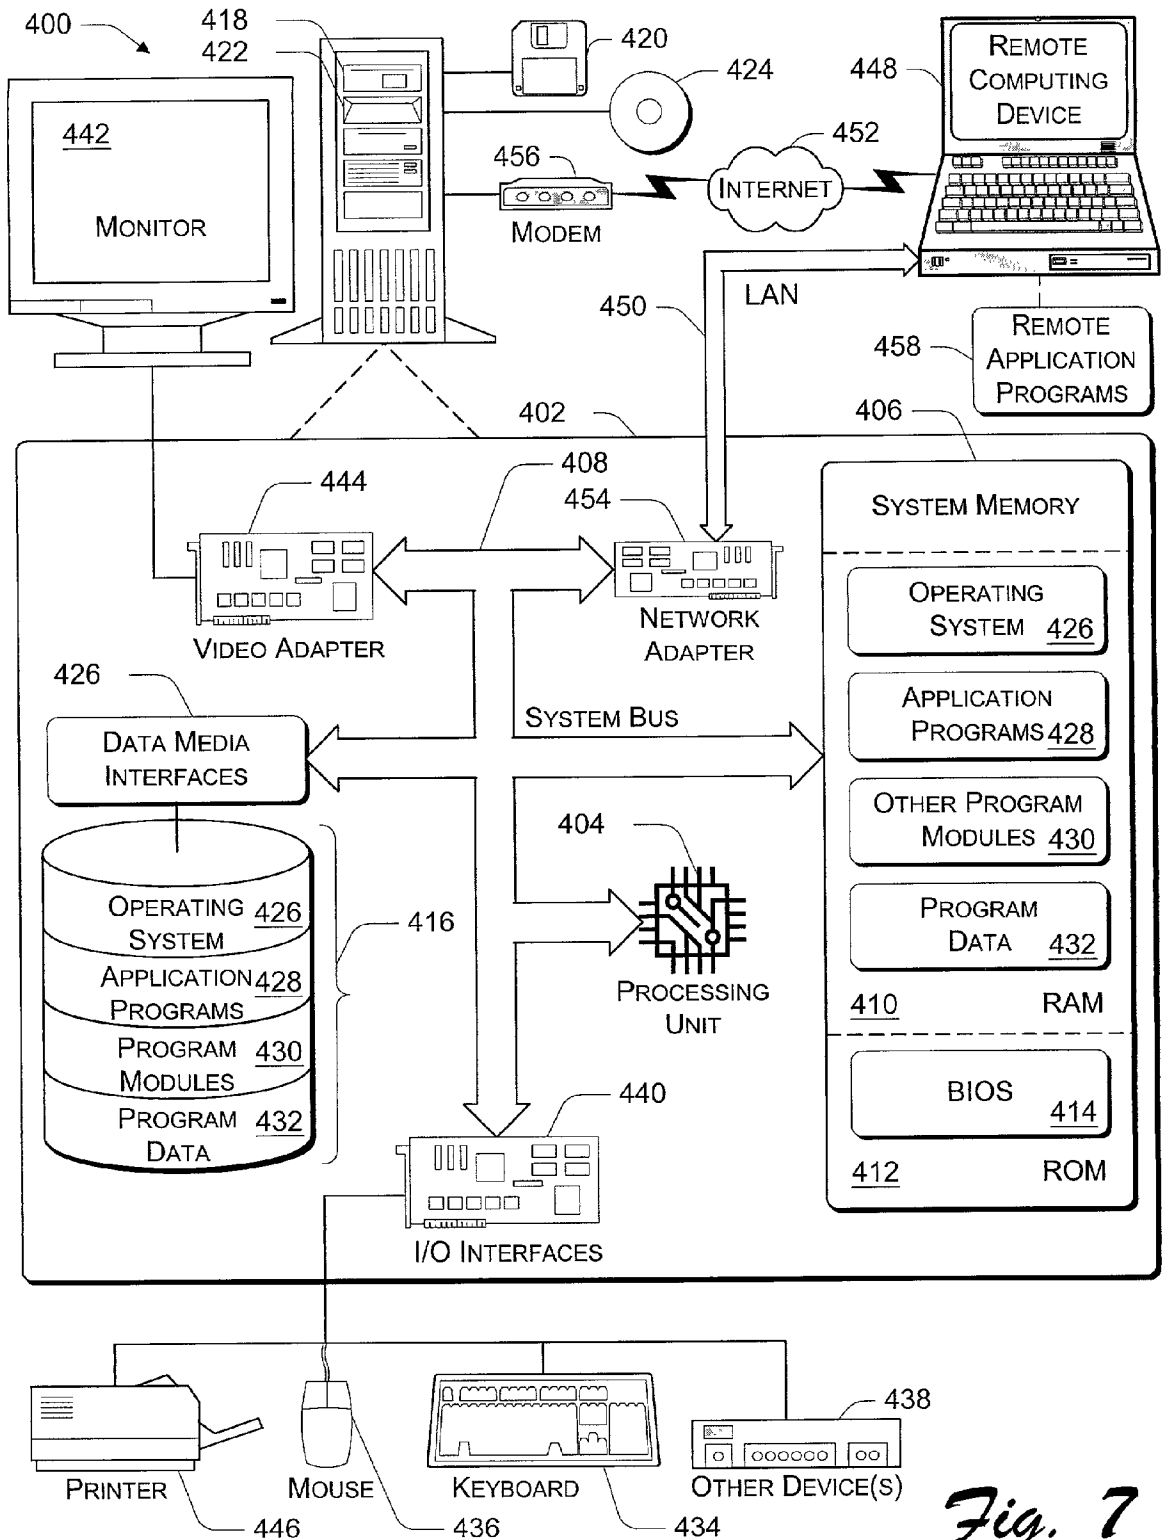 400
418
422
420
424
448
REMOTE
COMPUTING
DEVICE
442
MONITOR
456
MODEM
452
INTERNET
LAN
450
458
REMOTE
APPLICATION
PROGRAMS
402
406
444
408
454
SYSTEM MEMORY
VIDEO ADAPTER
NETWORK
ADAPTER
OPERATING
SYSTEM 426
426
DATA MEDIA
INTERFACES
SYSTEM BUS
APPLICATION
PROGRAMS 428
OTHER PROGRAM
MODULES 430
404
PROCESSING
UNIT
PROGRAM
DATA 432
410 RAM
OPERATING
SYSTEM 426
APPLICATION
PROGRAMS 428
PROGRAM
MODULES 430
PROGRAM
DATA 432
416
BIOS 414
412 ROM
440
I/O INTERFACES
PRINTER
446
MOUSE
436
KEYBOARD
434
438
OTHER DEVICE(S)
Fig. 7